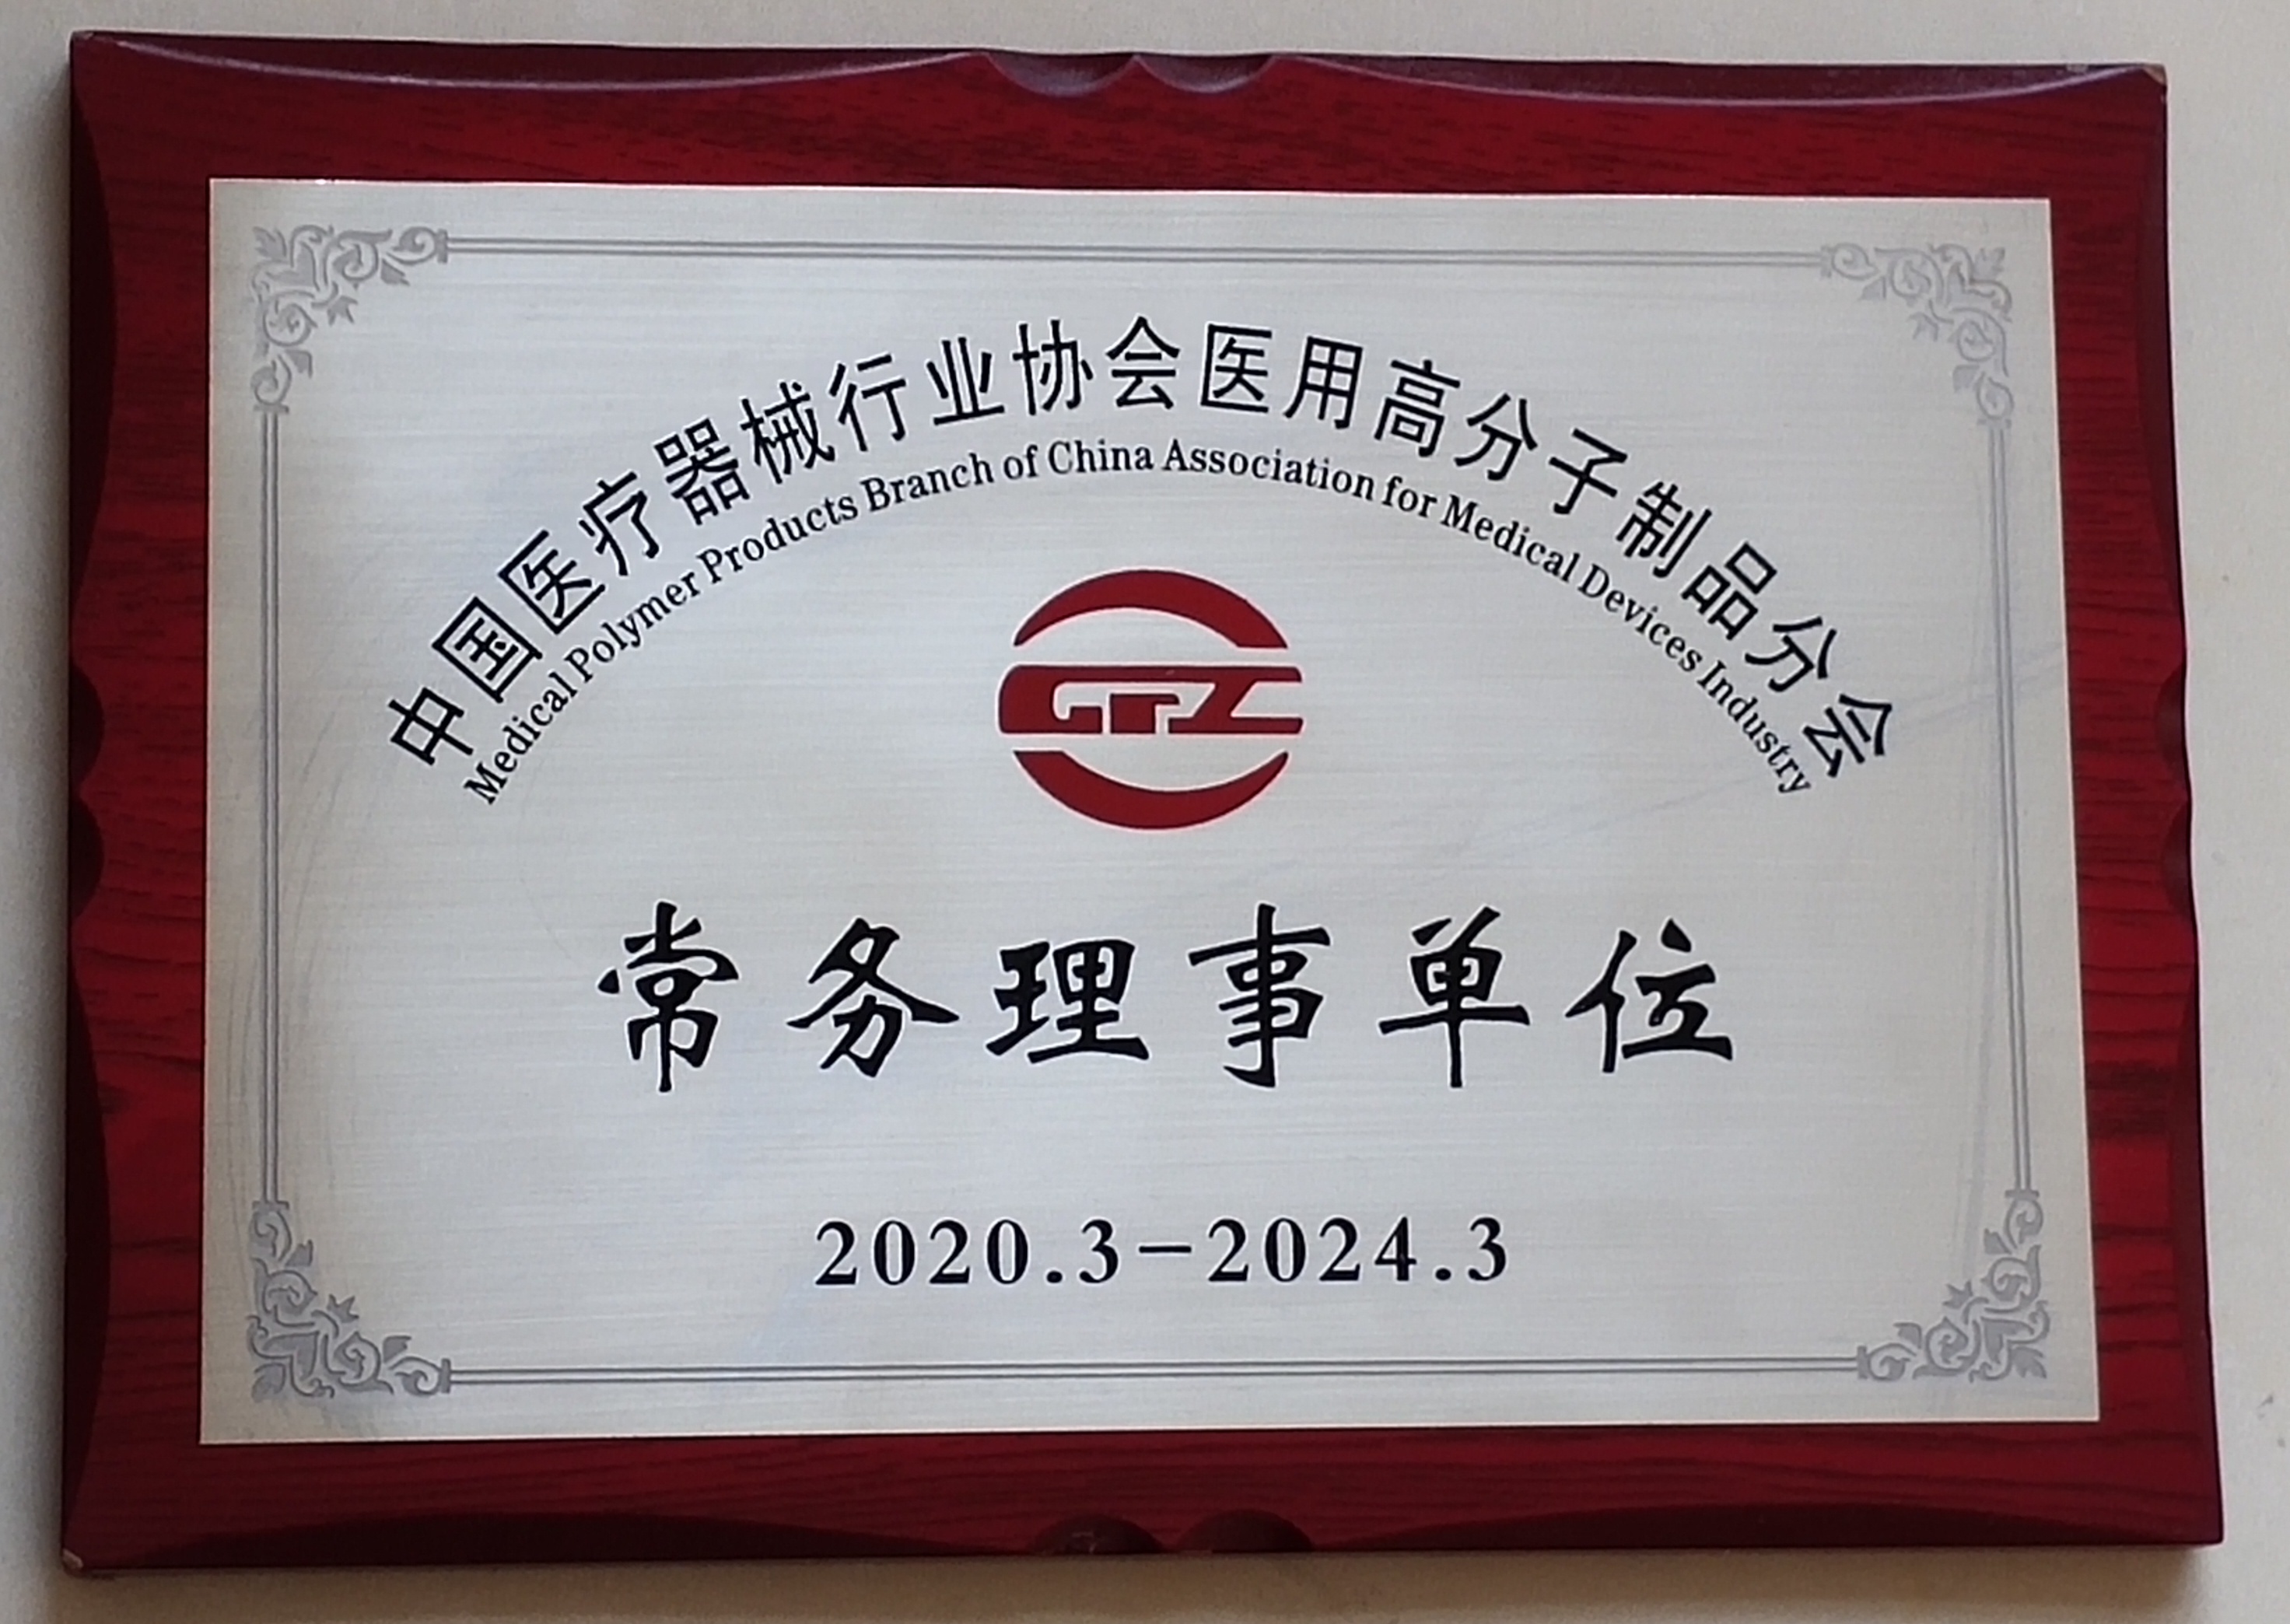 中国医疗器械行业协会医用高分子制品分会
Medical Polymer Products Branch of China Association for Medical Devices Industry
GFZ
常务理事单位
2020.3-2024.3